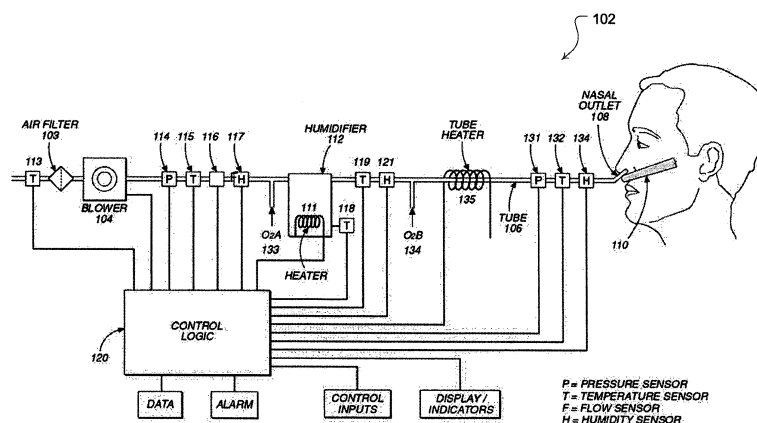 102
NASAL
OUTLET
108
AIR FILTER
103
113
T
BLOWER
104
114 115 116 117
P T H
HUMIDIFIER
112
119 121
T H
TUBE
HEATER
135
131 132 134
P T H
O2A
133
111
HEATER
118
T
O2B
134
TUBE
106
110
CONTROL
LOGIC
120
DATA
ALARM
CONTROL
INPUTS
DISPLAY /
INDICATORS
P = PRESSURE SENSOR
T = TEMPERATURE SENSOR
F = FLOW SENSOR
H = HUMIDITY SENSOR